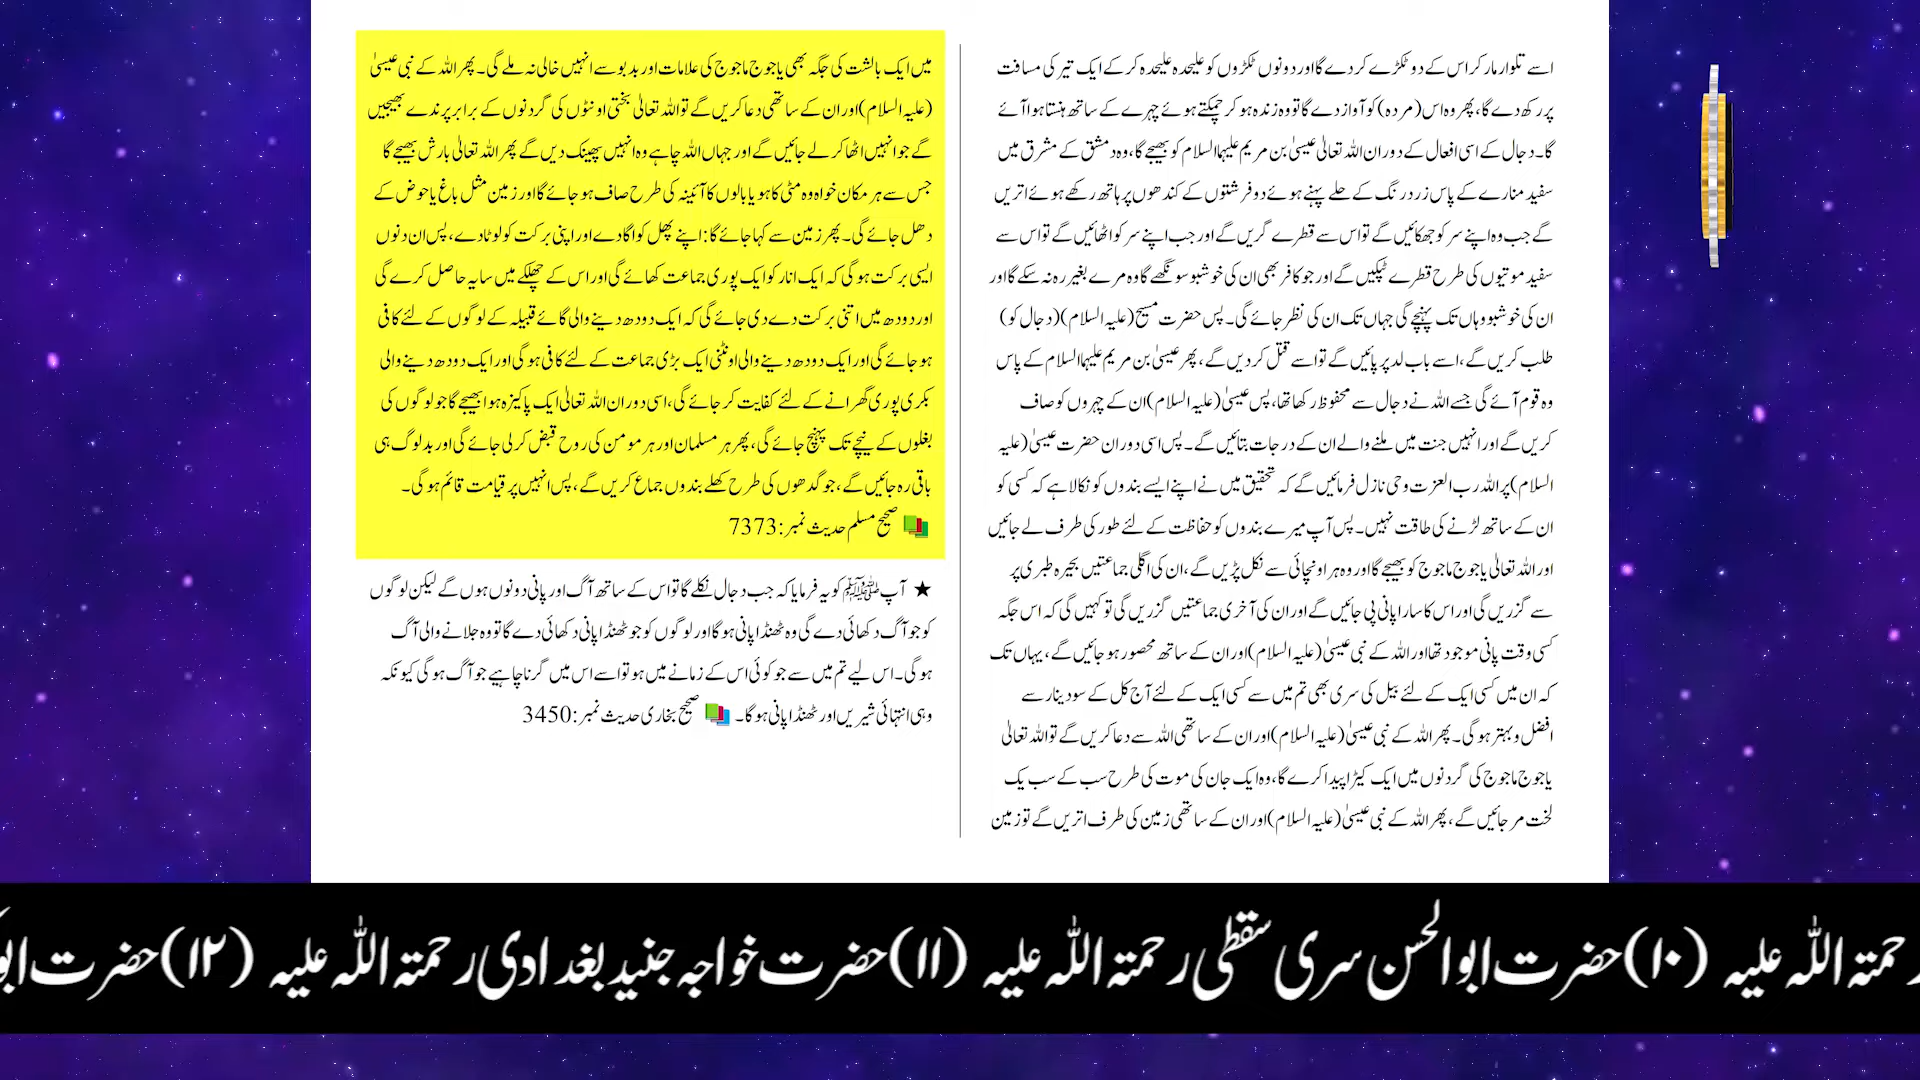 اسے تلوار مار کر اس کے دو ٹکڑے کر دے گا اور دونوں ٹکڑوں کو علیحدہ علیحدہ کر کے ایک تیر کی مسافت
پر رکھ دے گا، پھر وہ اس (مردہ) کو آواز دے گا تو وہ زندہ ہو کر چمکتے ہوئے چہرے کے ساتھ ہنستا ہوا آئے
گا۔ دجال کے اسی افعال کے دوران اللہ تعالیٰ عیسیٰ بن مریم علیہما السلام کو بھیجے گا، وہ دمشق کے مشرق میں
سفید منارے کے پاس زرد رنگ کے حلے پہنے ہوئے دو فرشتوں کے کندھوں پر ہاتھ رکھے ہوئے اتریں
گے جب وہ اپنے سر کو جھکائیں گے تو اس سے قطرے گریں گے اور جب اپنے سر کو اٹھائیں گے تو اس سے
سفید موتیوں کی طرح قطرے ٹپکیں گے اور جو کافر بھی ان کی خوشبو سونگھے گا وہ مرے بغیر رہ نہ سکے گا اور
ان کی خوشبو وہاں تک پہنچے گی جہاں تک ان کی نظر جائے گی۔ پس حضرت مسیح (علیہ السلام) (دجال کو)
طلب کریں گے، اسے باب لد پر پائیں گے تو اسے قتل کر دیں گے، پھر عیسیٰ بن مریم علیہما السلام کے پاس
وہ قوم آئے گی جسے اللہ نے دجال سے محفوظ رکھا تھا، پس عیسیٰ (علیہ السلام) ان کے چہروں کو صاف
کریں گے اور انہیں جنت میں ملنے والے ان کے درجات بتائیں گے۔ پس اسی دوران حضرت عیسیٰ (علیہ
السلام) پر اللہ رب العزت وحی نازل فرمائیں گے کہ تحقیق میں نے اپنے ایسے بندوں کو نکالا ہے کہ کسی کو
ان کے ساتھ لڑنے کی طاقت نہیں۔ پس آپ میرے بندوں کو حفاظت کے لئے طور کی طرف لے جائیں
اور اللہ تعالیٰ یاجوج ماجوج کو بھیجے گا اور وہ ہر اونچائی سے نکل پڑیں گے، ان کی اگلی جماعتیں بحیرہ طبری پر
سے گزریں گی اور اس کا سارا پانی پی جائیں گے اور ان کی آخری جماعتیں گزریں گی تو کہیں گی کہ اس جگہ
کسی وقت پانی موجود تھا اور اللہ کے نبی عیسیٰ (علیہ السلام) اور ان کے ساتھ محصور ہو جائیں گے، یہاں تک
کہ ان میں کسی ایک کے لئے بیل کی سری بھی تم میں سے کسی ایک کے لئے آج کل کے سو دینار سے
افضل و بہتر ہو گی۔ پھر اللہ کے نبی عیسیٰ (علیہ السلام) اور ان کے ساتھی اللہ سے دعا کریں گے تو اللہ تعالیٰ
یاجوج ماجوج کی گردنوں میں ایک کیڑا پیدا کرے گا، وہ ایک جان کی موت کی طرح سب کے سب یک
لخت مر جائیں گے، پھر اللہ کے نبی عیسیٰ (علیہ السلام) اور ان کے ساتھی زمین کی طرف اتریں گے تو زمین
میں ایک بالشت کی جگہ بھی یاجوج ماجوج کی علامات اور بدبو سے انہیں خالی نہ ملے گی۔ پھر اللہ کے نبی عیسیٰ
(علیہ السلام) اور ان کے ساتھی دعا کریں گے تو اللہ تعالیٰ بختی اونٹوں کی گردنوں کے برابر پرندے بھیجیں
گے جو انہیں اٹھا کر لے جائیں گے اور جہاں اللہ چاہے وہ انہیں پھینک دیں گے پھر اللہ تعالیٰ بارش بھیجے گا
جس سے ہر مکان خواہ وہ مٹی کا ہو یا بالوں کا آئینہ کی طرح صاف ہو جائے گا اور زمین مثل باغ یا حوض کے
دھل جائے گی۔ پھر زمین سے کہا جائے گا: اپنے پھل کو اگا دے اور اپنی برکت کو لوٹا دے، پس ان دنوں
ایسی برکت ہو گی کہ ایک انار کو ایک پوری جماعت کھائے گی اور اس کے چھلکے میں سایہ حاصل کرے گی
اور دودھ میں اتنی برکت دے دی جائے گی کہ ایک دودھ دینے والی گائے قبیلہ کے لوگوں کے لئے کافی
ہو جائے گی اور ایک دودھ دینے والی اونٹنی ایک بڑی جماعت کے لئے کافی ہو گی اور ایک دودھ دینے والی
بکری پوری گھرانے کے لئے کفایت کر جائے گی، اسی دوران اللہ تعالیٰ ایک پاکیزہ ہوا بھیجے گا جو لوگوں کی
بغلوں کے نیچے تک پہنچ جائے گی، پھر ہر مسلمان اور ہر مومن کی روح قبض کر لی جائے گی اور بد لوگ ہی
باقی رہ جائیں گے، جو گدھوں کی طرح کھلے بندوں جماع کریں گے، پس انہیں پر قیامت قائم ہو گی۔
صحیح مسلم حدیث نمبر: 7373
★ آپ ﷺ کو یہ فرمایا کہ جب دجال نکلے گا تو اس کے ساتھ آگ اور پانی دونوں ہوں گے لیکن لوگوں
کو جو آگ دکھائی دے گی وہ ٹھنڈا پانی ہو گا اور لوگوں کو جو ٹھنڈا پانی دکھائی دے گا تو وہ جلانے والی آگ
ہو گی۔ اس لیے تم میں سے جو کوئی اس کے زمانے میں ہو تو اسے اس میں گرنا چاہیے جو آگ ہو گی کیونکہ
وہی انتہائی شیریں اور ٹھنڈا پانی ہو گا۔ صحیح بخاری حدیث نمبر: 3450
رحمتہ اللہ علیہ (۱۰) حضرت ابوالحسن سری سقطی رحمتہ اللہ علیہ (۱۱) حضرت خواجہ جنید بغدادی رحمتہ اللہ علیہ (۱۲) حضرت ابو